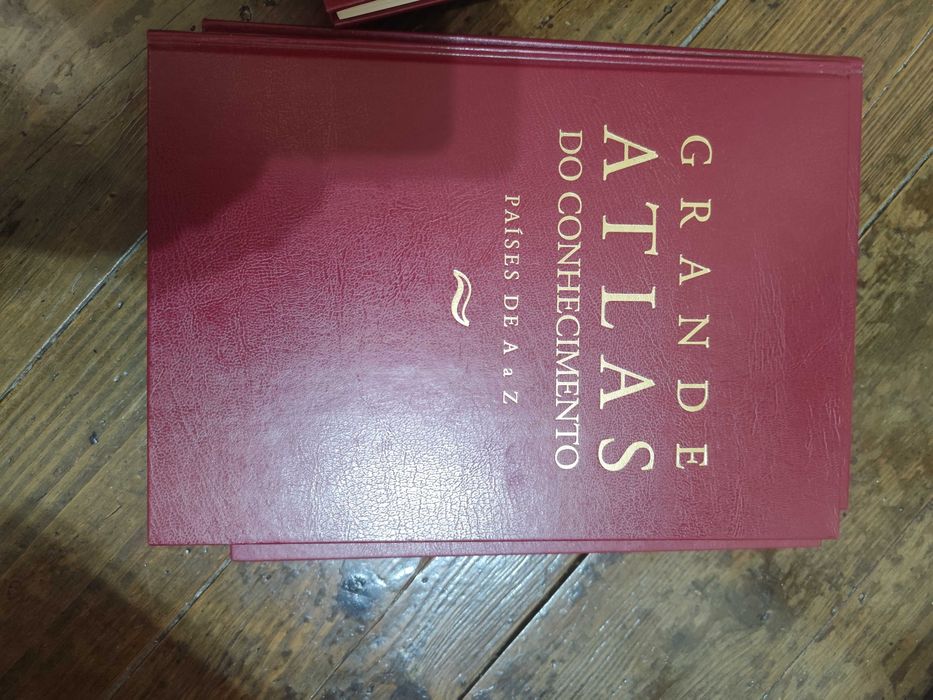 GRANDE
ATLAS
DO CONHECIMENTO
PAÍSES DE A a Z